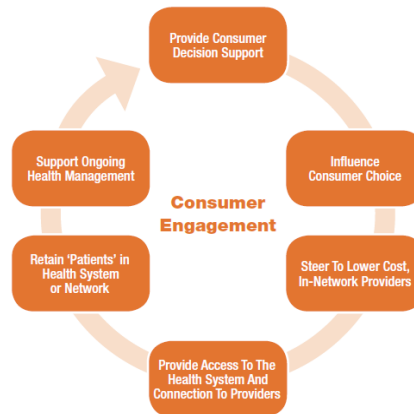 Provide Consumer
Decision Support
Influence
Consumer Choice
Steer To Lower Cost,
In-Network Providers
Provide Access To The
Health System And
Connection To Providers
Retain 'Patients' in
Health System
or Network
Support Ongoing
Health Management
Consumer
Engagement